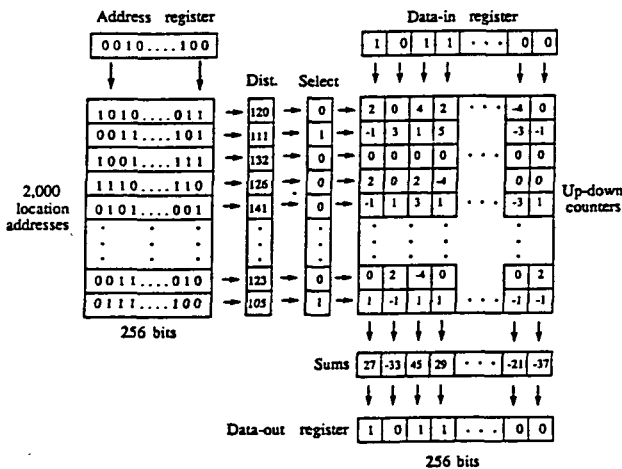 Address register
Data-in register
0010....100
1 0 1 1 · · · 0 0
Dist. Select
1010....011 120 0 2 0 4 2 · · · -4 0
0011....101 111 1 -1 3 1 5 -3 -1
1001....111 132 0 0 0 0 0 · · · 0 0
1110....110 126 0 2 0 2 -4 0 0
0101....001 141 0 -1 1 3 1 · · · -3 1
2,000
location
addresses
Up-down
counters
0011....010 123 0 0 2 -4 0 0 2
0111....100 105 1 1 -1 1 1 · · · -1 -1
256 bits
Sums 27 -33 45 29 · · · -21 -37
Data-out register 1 0 1 1 · · · 0 0
256 bits